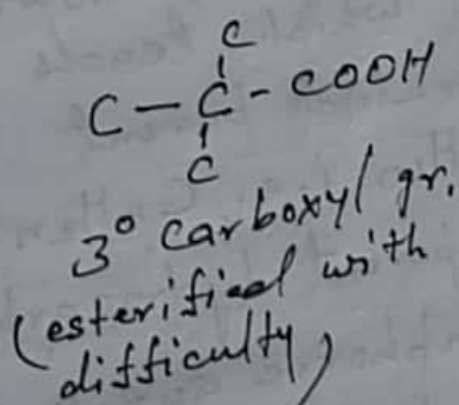 C
C - C - COOH
C
3° carboxyl gr.
(esterified with
difficulty)